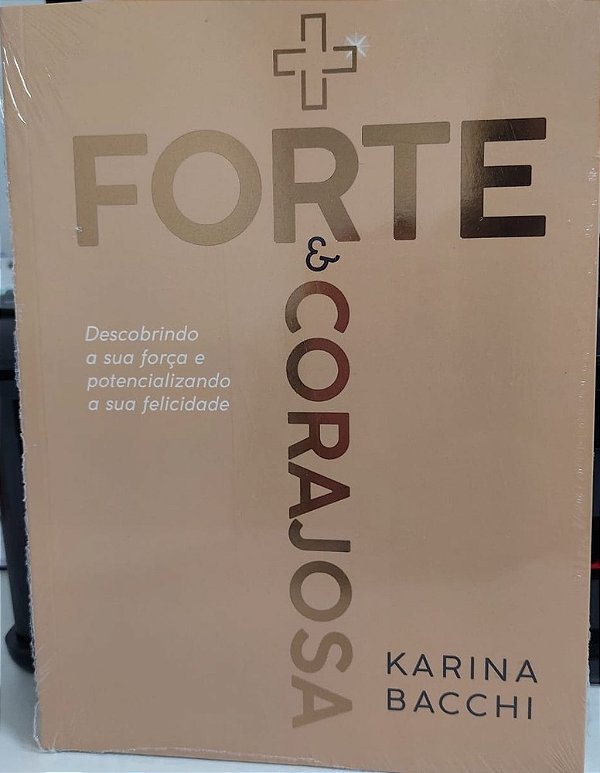 +
FORTE
&
CORAJOSA
Descobrindo
a sua força e
potencializando
a sua felicidade
KARINA
BACCHI